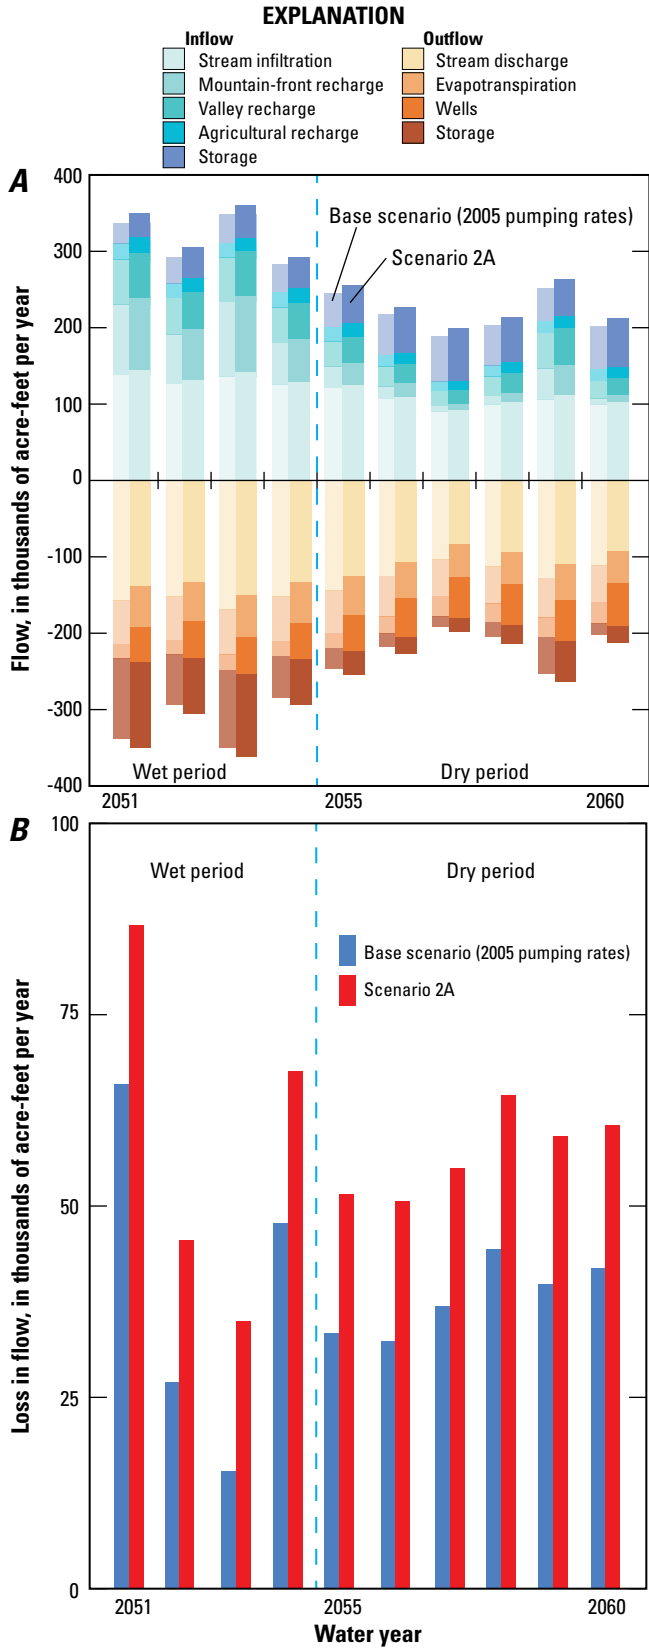 EXPLANATION
Inflow
Stream infiltration
Mountain-front recharge
Valley recharge
Agricultural recharge
Storage
Outflow
Stream discharge
Evapotranspiration
Wells
Storage
A
Flow, in thousands of acre-feet per year
400
300
200
100
0
-100
-200
-300
-400
Base scenario (2005 pumping rates)
Scenario 2A
Wet period
Dry period
2051
2055
2060
B
Loss in flow, in thousands of acre-feet per year
100
75
50
25
0
Wet period
Dry period
Base scenario (2005 pumping rates)
Scenario 2A
2051
2055
2060
Water year